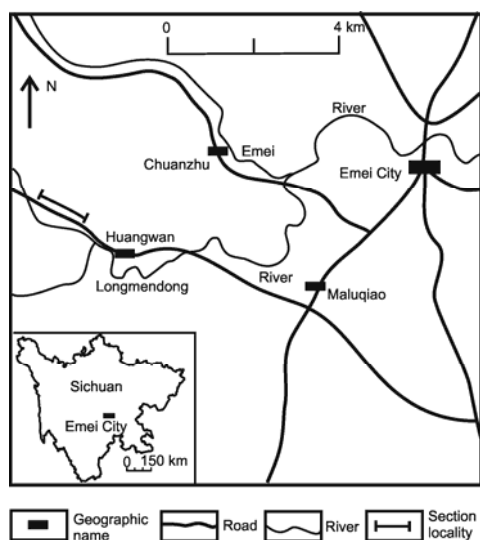 0 4 km
N
River
Chuanzhu Emei
Emei City
Huangwan
River
Longmendong
Maluqiao
Sichuan
Emei City
0 150 km
Geographic name
Road
River
Section locality